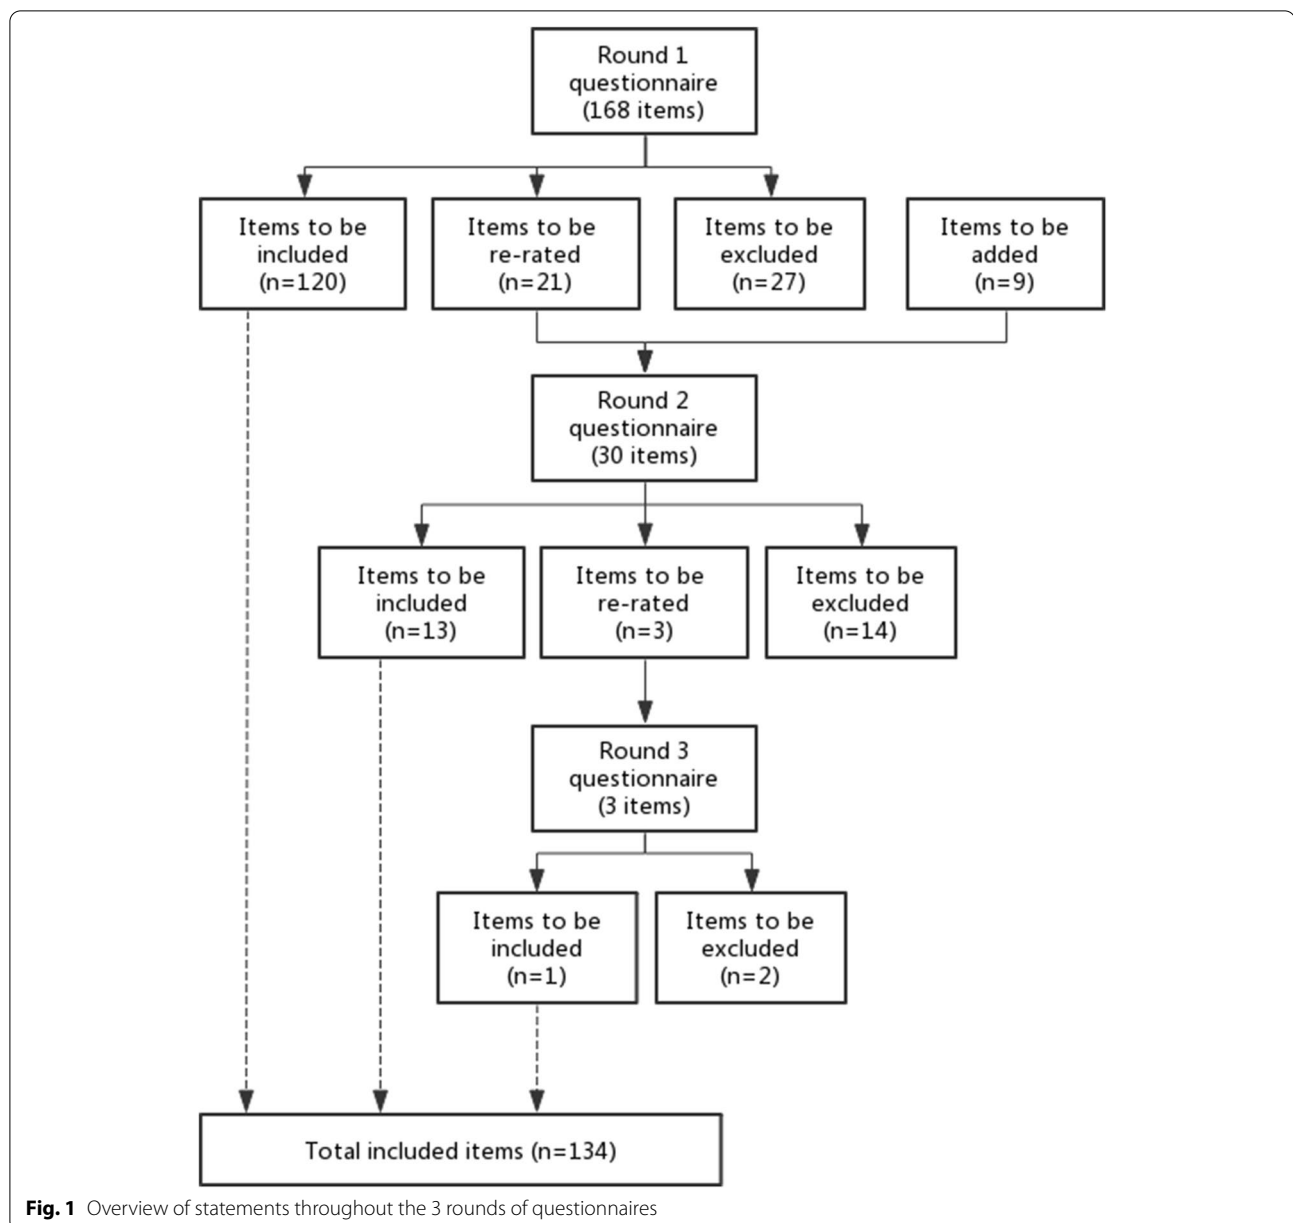 Round 1
questionnaire
(168 items)
Items to be
included
(n=120)
Items to be
re-rated
(n=21)
Items to be
excluded
(n=27)
Items to be
added
(n=9)
Round 2
questionnaire
(30 items)
Items to be
included
(n=13)
Items to be
re-rated
(n=3)
Items to be
excluded
(n=14)
Round 3
questionnaire
(3 items)
Items to be
included
(n=1)
Items to be
excluded
(n=2)
Total included items (n=134)
Fig. 1 Overview of statements throughout the 3 rounds of questionnaires